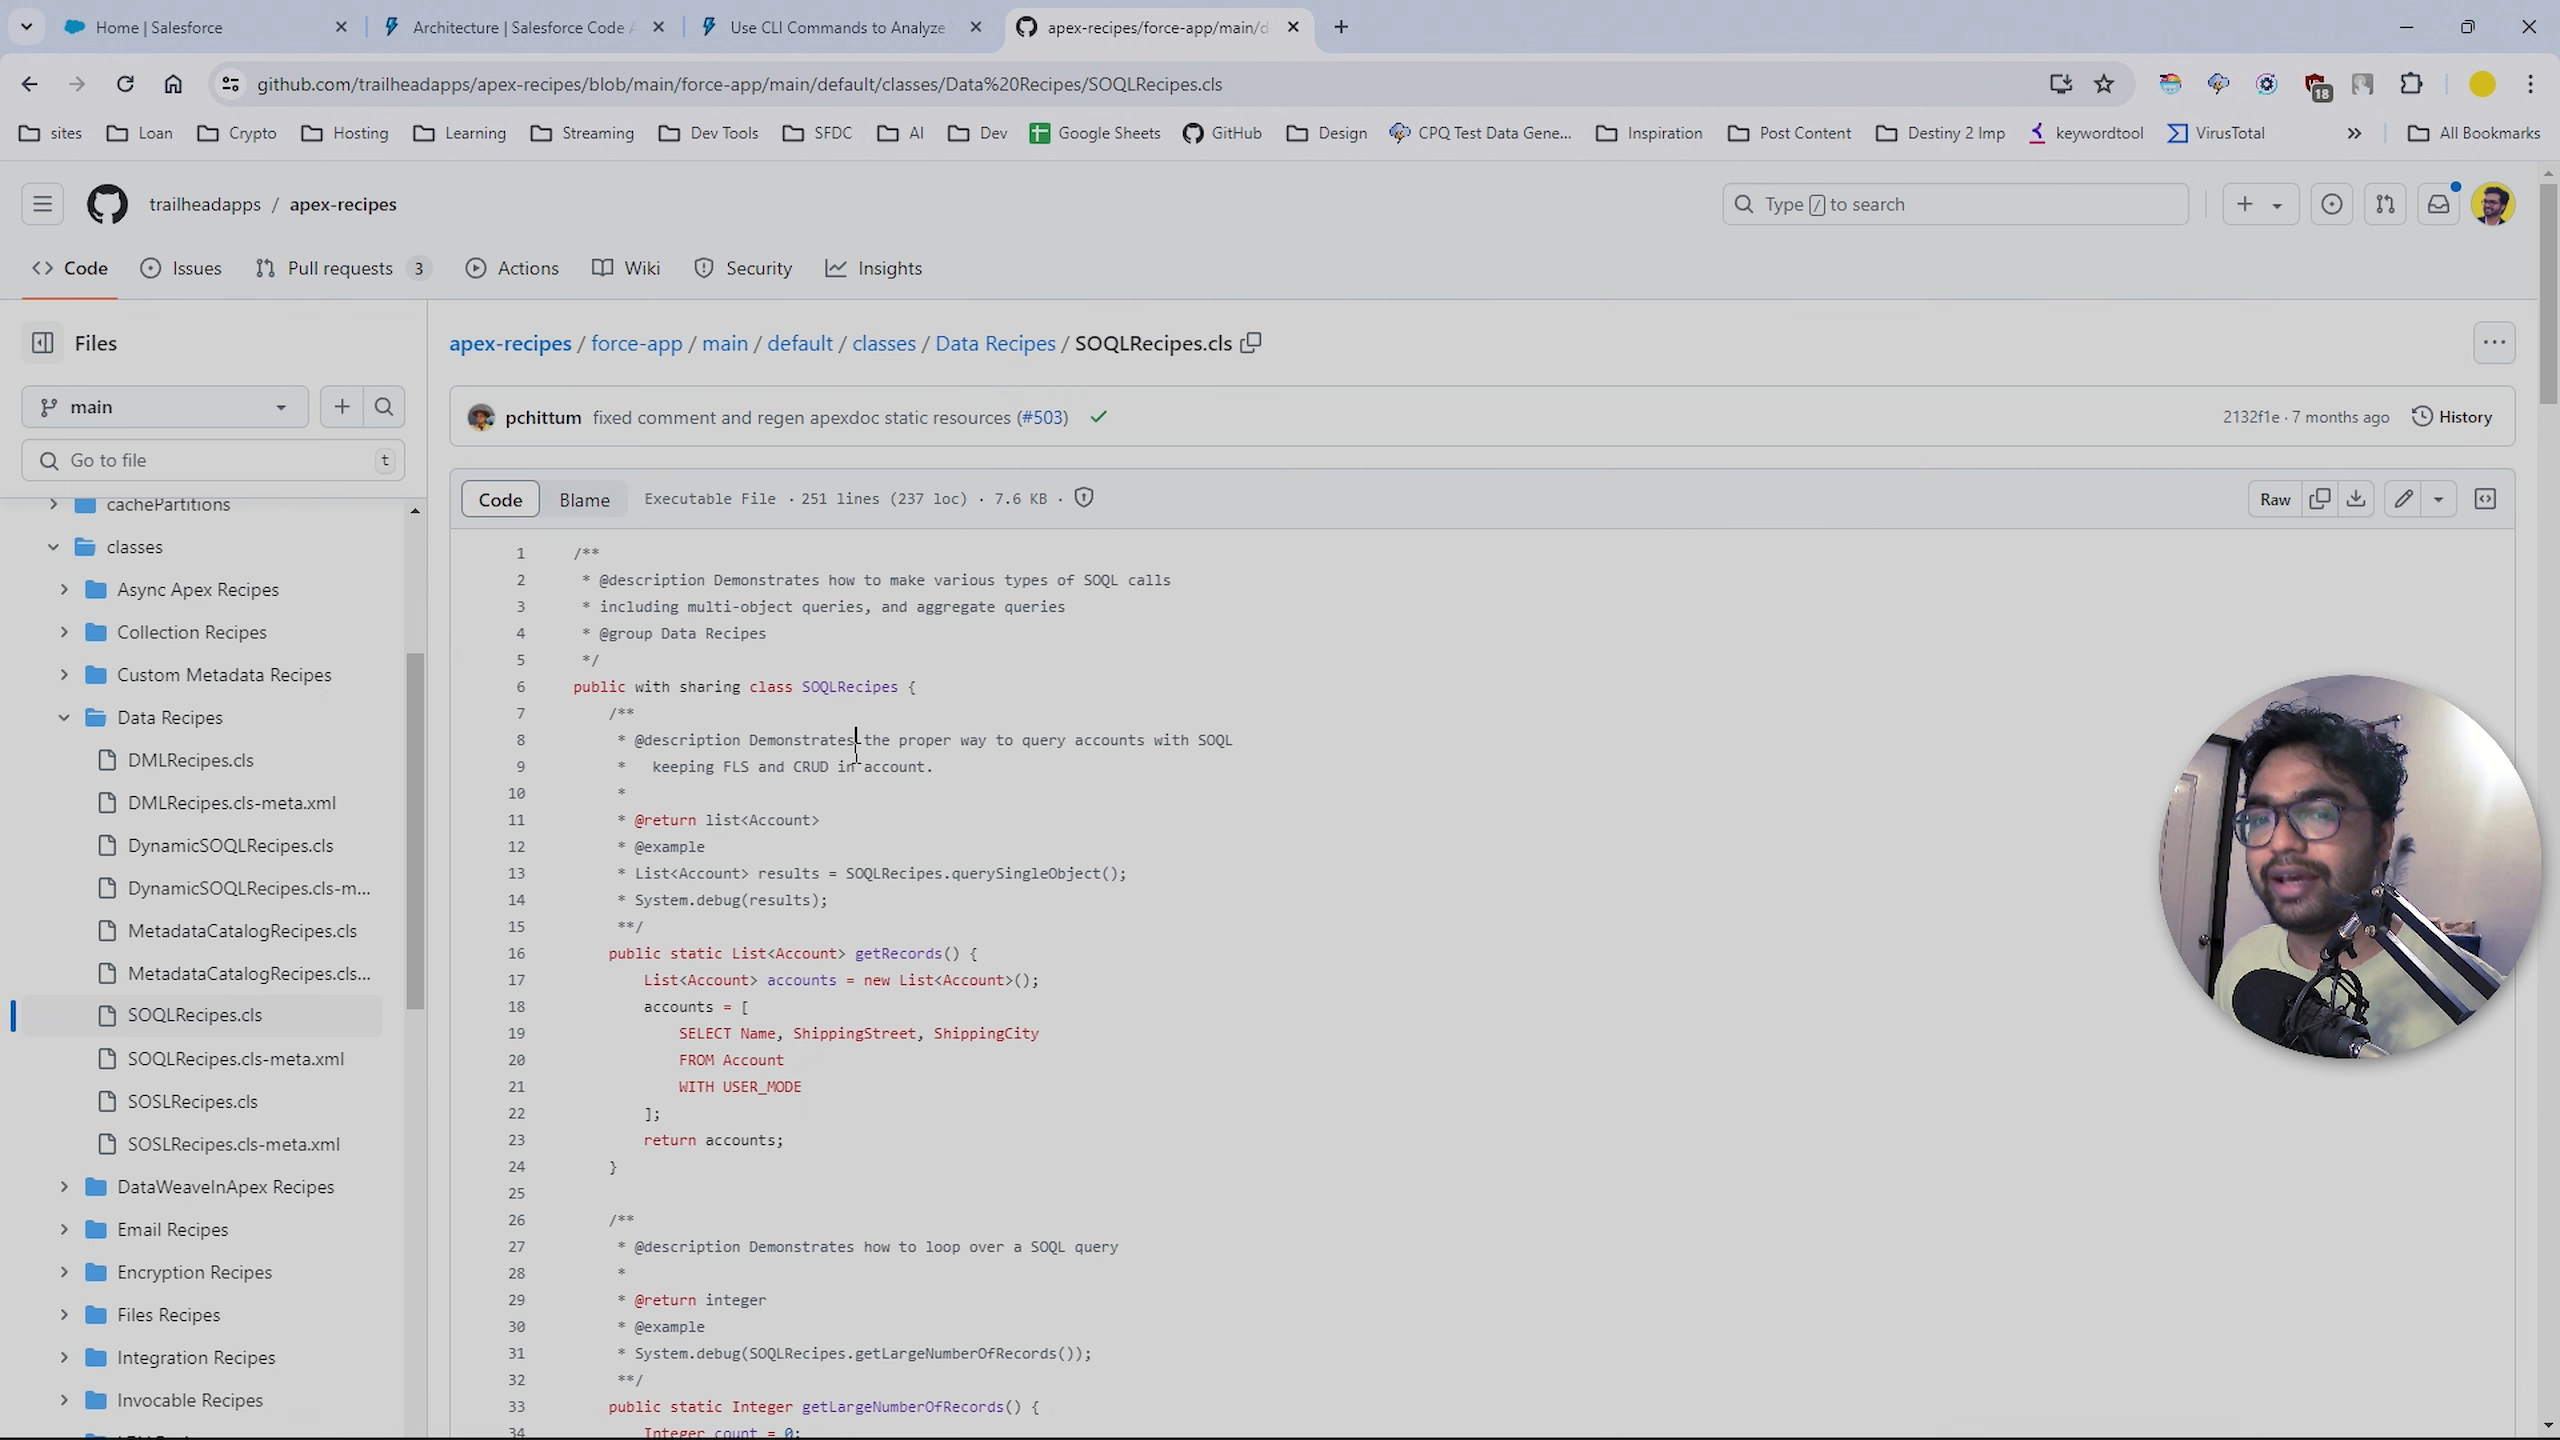 Home | Salesforce
Architecture | Salesforce Code A
Use CLI Commands to Analyze
apex-recipes/force-app/main/d
github.com/trailheadapps/apex-recipes/blob/main/force-app/main/default/classes/Data%20Recipes/SOQLRecipes.cls
18
sites
Loan
Crypto
Hosting
Learning
Streaming
Dev Tools
SFDC
AI
Dev
Google Sheets
GitHub
Design
CPQ Test Data Gene...
Inspiration
Post Content
Destiny 2 Imp
keywordtool
VirusTotal
»
All Bookmarks
trailheadapps / apex-recipes
Type / to search
Code
Issues
Pull requests 3
Actions
Wiki
Security
Insights
Files
main
Go to file
t
cachePartitions
classes
Async Apex Recipes
Collection Recipes
Custom Metadata Recipes
Data Recipes
DMLRecipes.cls
DMLRecipes.cls-meta.xml
DynamicSOQLRecipes.cls
DynamicSOQLRecipes.cls-m...
MetadataCatalogRecipes.cls
MetadataCatalogRecipes.cls...
SOQLRecipes.cls
SOQLRecipes.cls-meta.xml
SOSLRecipes.cls
SOSLRecipes.cls-meta.xml
DataWeaveInApex Recipes
Email Recipes
Encryption Recipes
Files Recipes
Integration Recipes
Invocable Recipes
apex-recipes / force-app / main / default / classes / Data Recipes / SOQLRecipes.cls
pchittum fixed comment and regen apexdoc static resources (#503)
2132f1e · 7 months ago
History
Code
Blame
Executable File · 251 lines (237 loc) · 7.6 KB ·
Raw
1 /**
2 * @description Demonstrates how to make various types of SOQL calls
3 * including multi-object queries, and aggregate queries
4 * @group Data Recipes
5 */
6 public with sharing class SOQLRecipes {
7 /**
8 * @description Demonstrates the proper way to query accounts with SOQL
9 * keeping FLS and CRUD in account.
10 *
11 * @return list<Account>
12 * @example
13 * List<Account> results = SOQLRecipes.querySingleObject();
14 * System.debug(results);
15 **/
16 public static List<Account> getRecords() {
17 List<Account> accounts = new List<Account>();
18 accounts = [
19 SELECT Name, ShippingStreet, ShippingCity
20 FROM Account
21 WITH USER_MODE
22 ];
23 return accounts;
24 }
25
26 /**
27 * @description Demonstrates how to loop over a SOQL query
28 *
29 * @return integer
30 * @example
31 * System.debug(SOQLRecipes.getLargeNumberOfRecords());
32 **/
33 public static Integer getLargeNumberOfRecords() {
34 Integer count = 0;